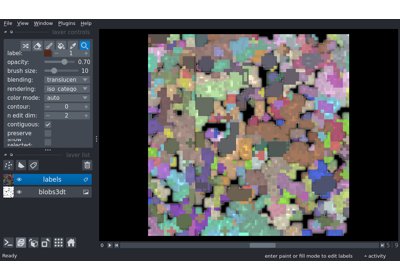 File View Window Plugins Help
layer controls
label: 1
opacity: 0.70
brush size: 10
blending: translucen
rendering: iso_catego
color mode: auto
contour: 0
n edit dim: 2
contiguous:
preserve
selected:
layer list
labels
blobs3dt
Ready
enter paint or fill mode to edit labels
activity